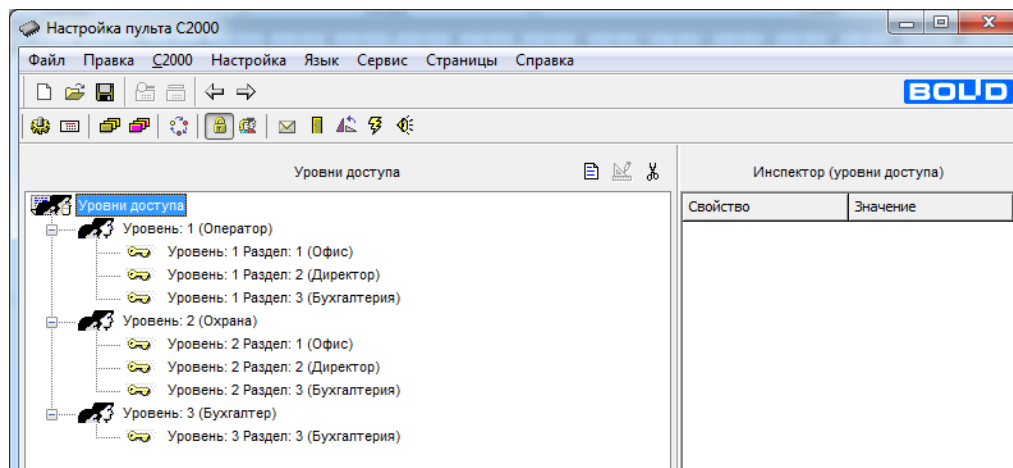 Настройка пульта С2000
Файл Правка С2000 Настройка Язык Сервис Страницы Справка
BOLID
Уровни доступа
Инспектор (уровни доступа)
Свойство Значение
Уровни доступа
Уровень: 1 (Оператор)
Уровень: 1 Раздел: 1 (Офис)
Уровень: 1 Раздел: 2 (Директор)
Уровень: 1 Раздел: 3 (Бухгалтерия)
Уровень: 2 (Охрана)
Уровень: 2 Раздел: 1 (Офис)
Уровень: 2 Раздел: 2 (Директор)
Уровень: 2 Раздел: 3 (Бухгалтерия)
Уровень: 3 (Бухгалтер)
Уровень: 3 Раздел: 3 (Бухгалтерия)